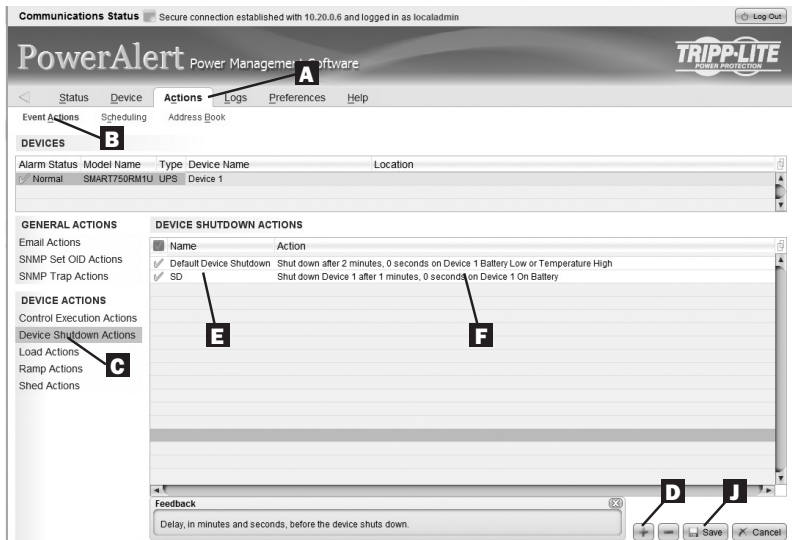 Communications Status Secure connection established with 10.20.0.6 and logged in as localadmin Log Out
PowerAlert Power Management Software
TRIPP·LITE
POWER PROTECTION
A
Status Device Actions Logs Preferences Help
Event Actions Scheduling Address Book
B
DEVICES
Alarm Status Model Name Type Device Name Location
Normal SMART750RM1U UPS Device 1
GENERAL ACTIONS
Email Actions
SNMP Set OID Actions
SNMP Trap Actions
DEVICE ACTIONS
Control Execution Actions
Device Shutdown Actions
Load Actions
C
Ramp Actions
Shed Actions
DEVICE SHUTDOWN ACTIONS
Name Action
Default Device Shutdown Shut down after 2 minutes, 0 seconds on Device 1 Battery Low or Temperature High
SD Shut down Device 1 after 1 minutes, 0 seconds on Device 1 On Battery
E F
D J
Feedback
Delay, in minutes and seconds, before the device shuts down.
Save Cancel